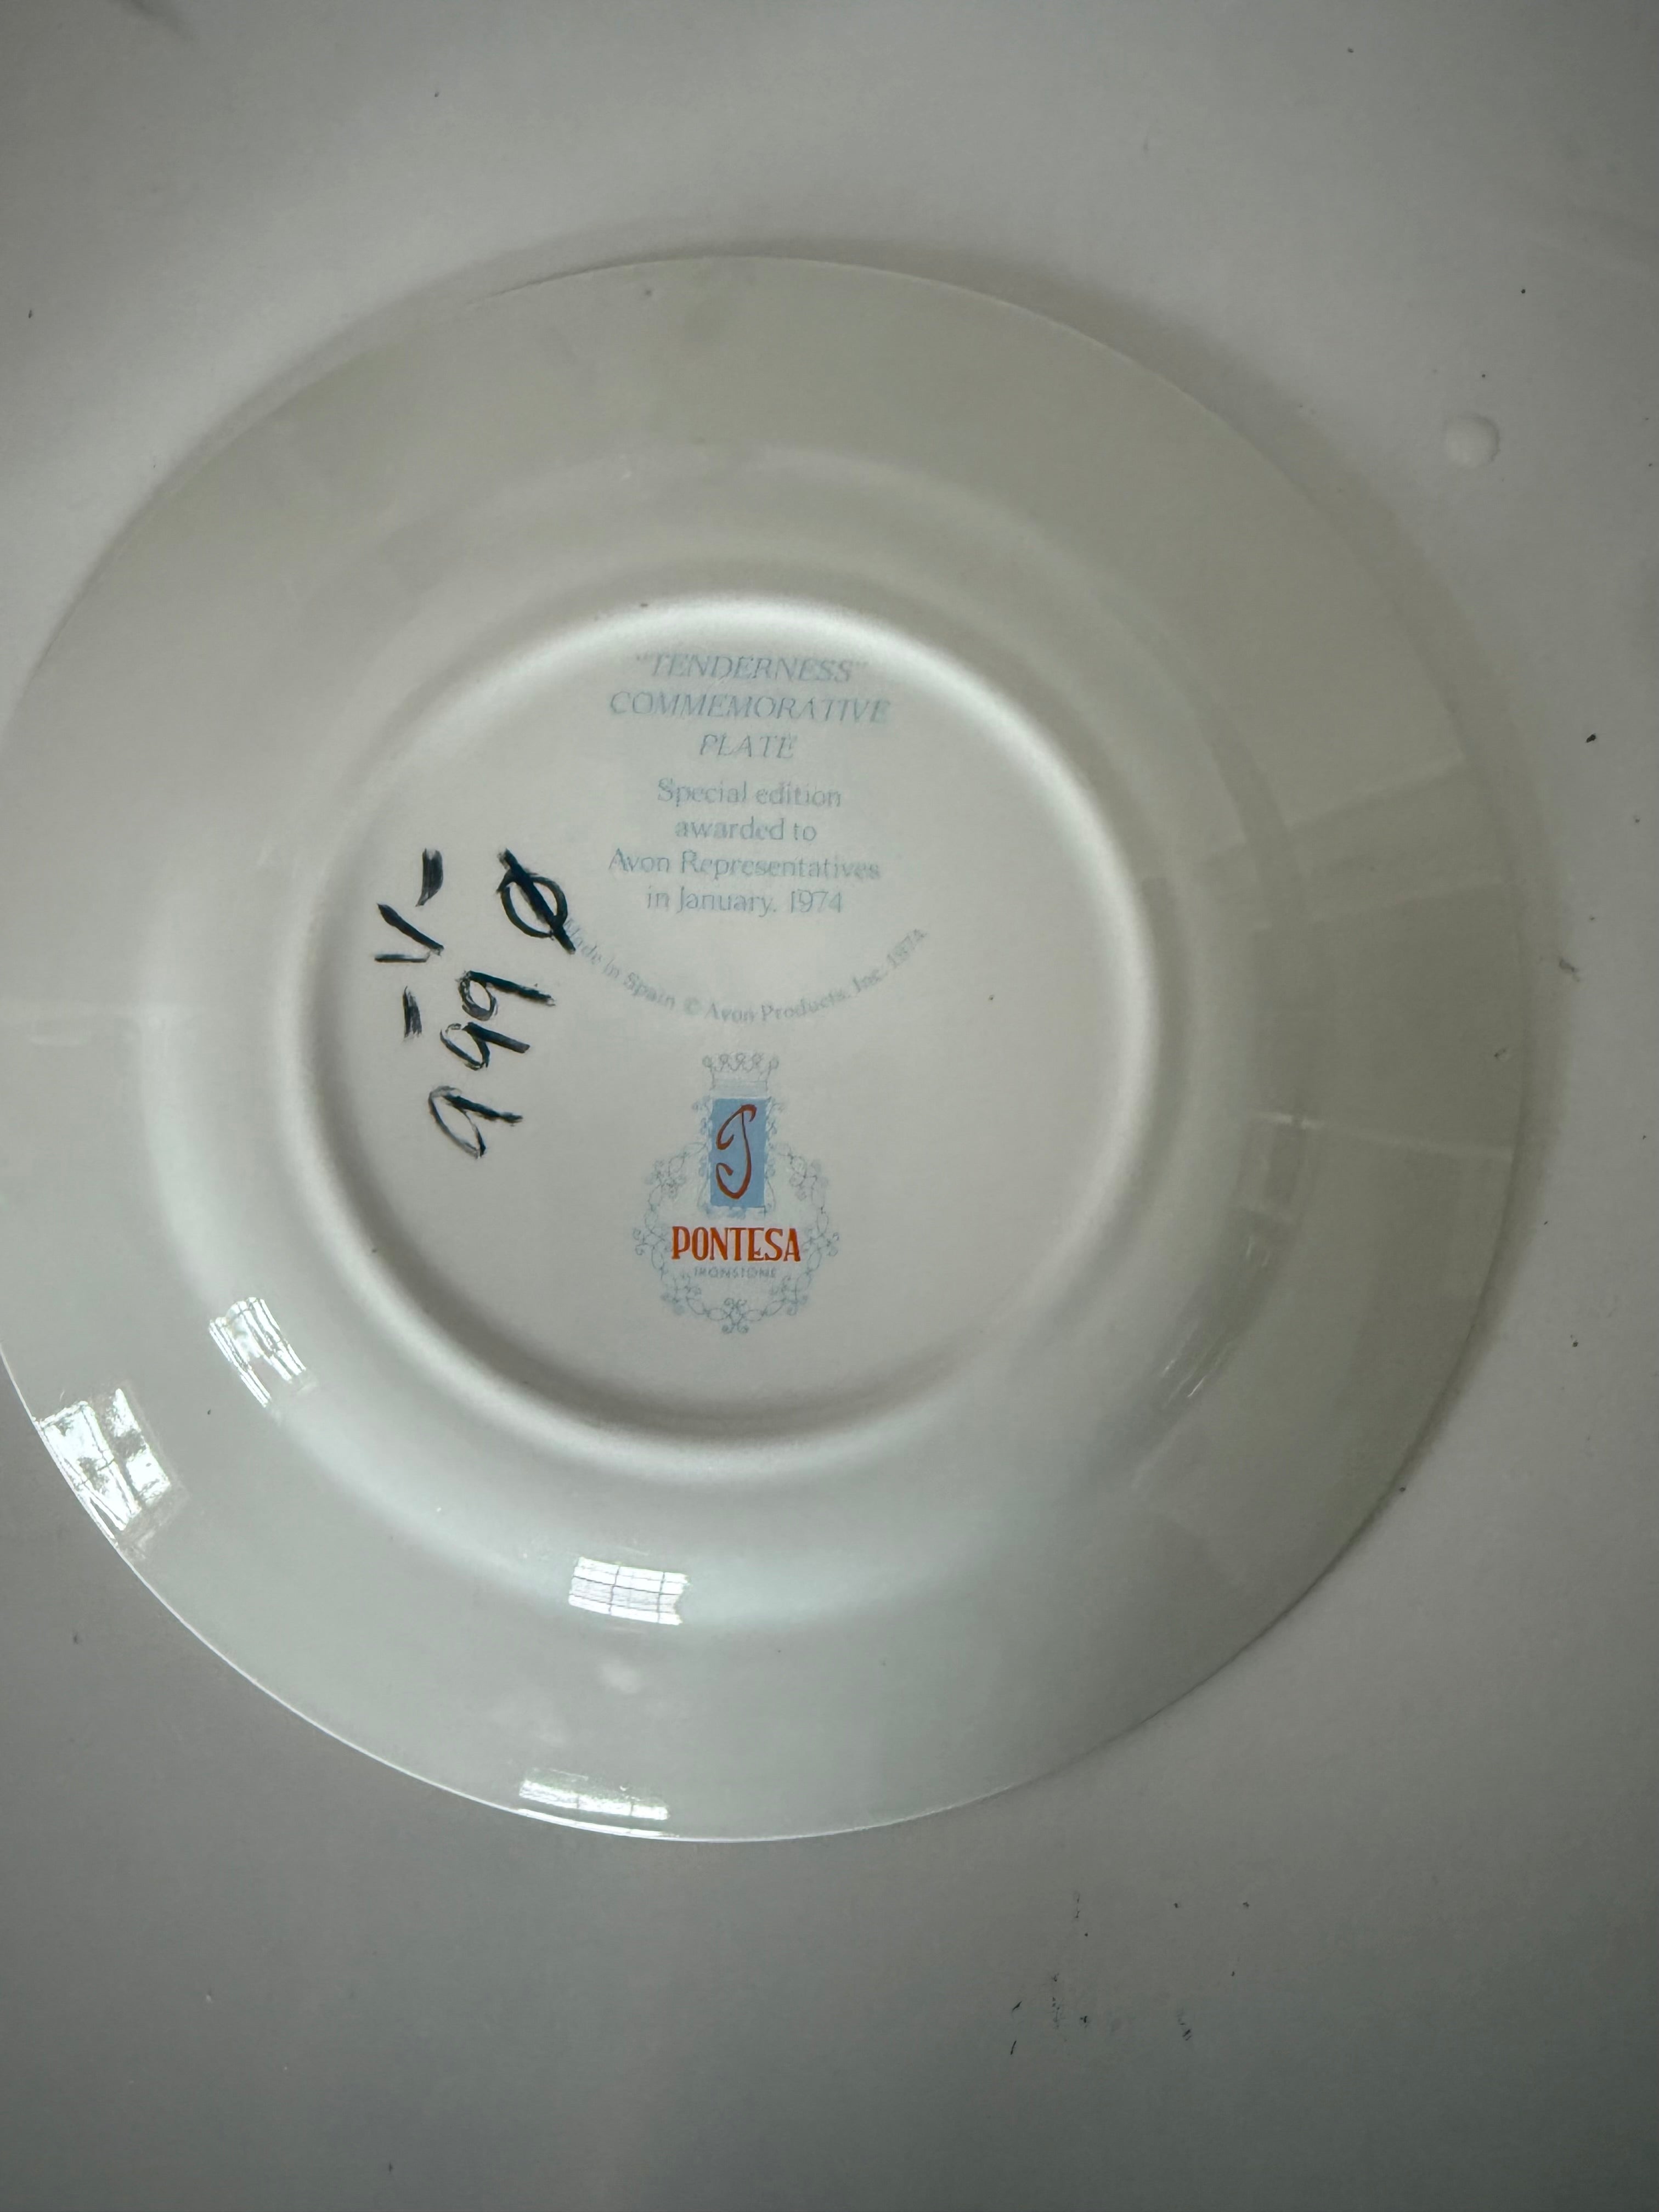 "TENDERNESS"
COMMEMORATIVE
PLATE
Special edition
awarded to
Avon Representatives
in January, 1974
Made in Spain © Avon Products, Inc. 1974
P
PONTESA
IRONSTONE
-V-
999